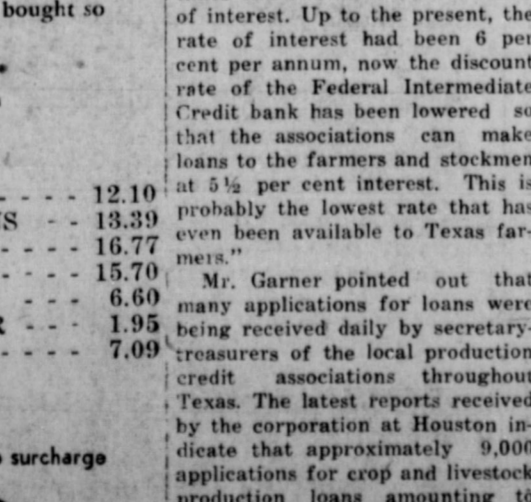 bought so
- - - - 12.10
S - - 13.39
- - - - 16.77
- - - - 15.70
- - - 6.60
- - - 1.95
- - - - 7.09
surcharge
of interest. Up to the present, the
rate of interest had been 6 per
cent per annum, now the discount
rate of the Federal Intermediate
Credit bank has been lowered so
that the associations can make
loans to the farmers and stockmen
at 5½ per cent interest. This is
probably the lowest rate that has
even been available to Texas far-
mers."
Mr. Garner pointed out that
many applications for loans were
being received daily by secretary-
treasurers of the local production
credit associations throughout
Texas. The latest reports received
by the corporation at Houston in-
dicate that approximately 9,000
applications for crop and livestock
production loans amounting to